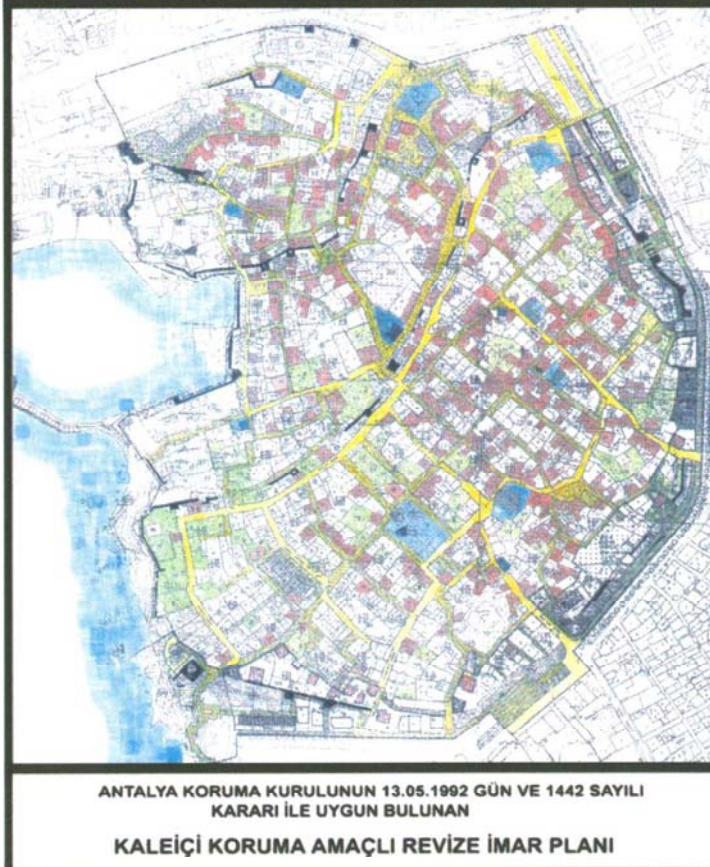 ANTALYA KORUMA KURULUNUN 13.05.1992 GÜN VE 1442 SAYILI
KARARI İLE UYGUN BULUNAN
KALEİÇİ KORUMA AMAÇLI REVİZE İMAR PLANI